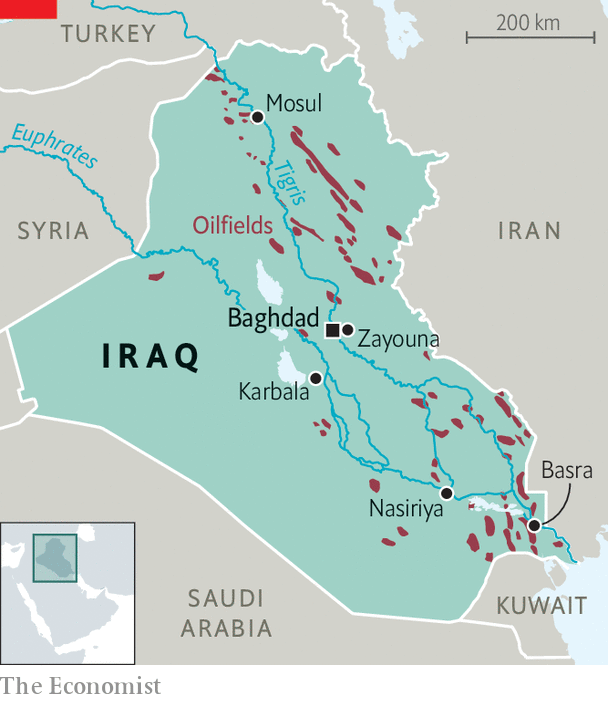 TURKEY
200 km
Mosul
Euphrates
Tigris
SYRIA
Oilfields
IRAN
Baghdad
Zayouna
IRAQ
Karbala
Basra
Nasiriya
SAUDI
ARABIA
KUWAIT
The Economist